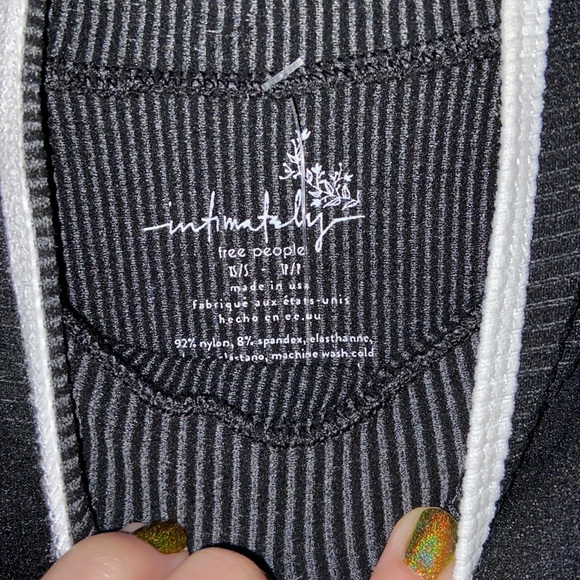 intimately
free people
XS/S - TP/P
made in usa
fabriqué aux états-unis
hecho en ee.uu
92% nylon, 8% spandex, elasthanne,
machine wash cold